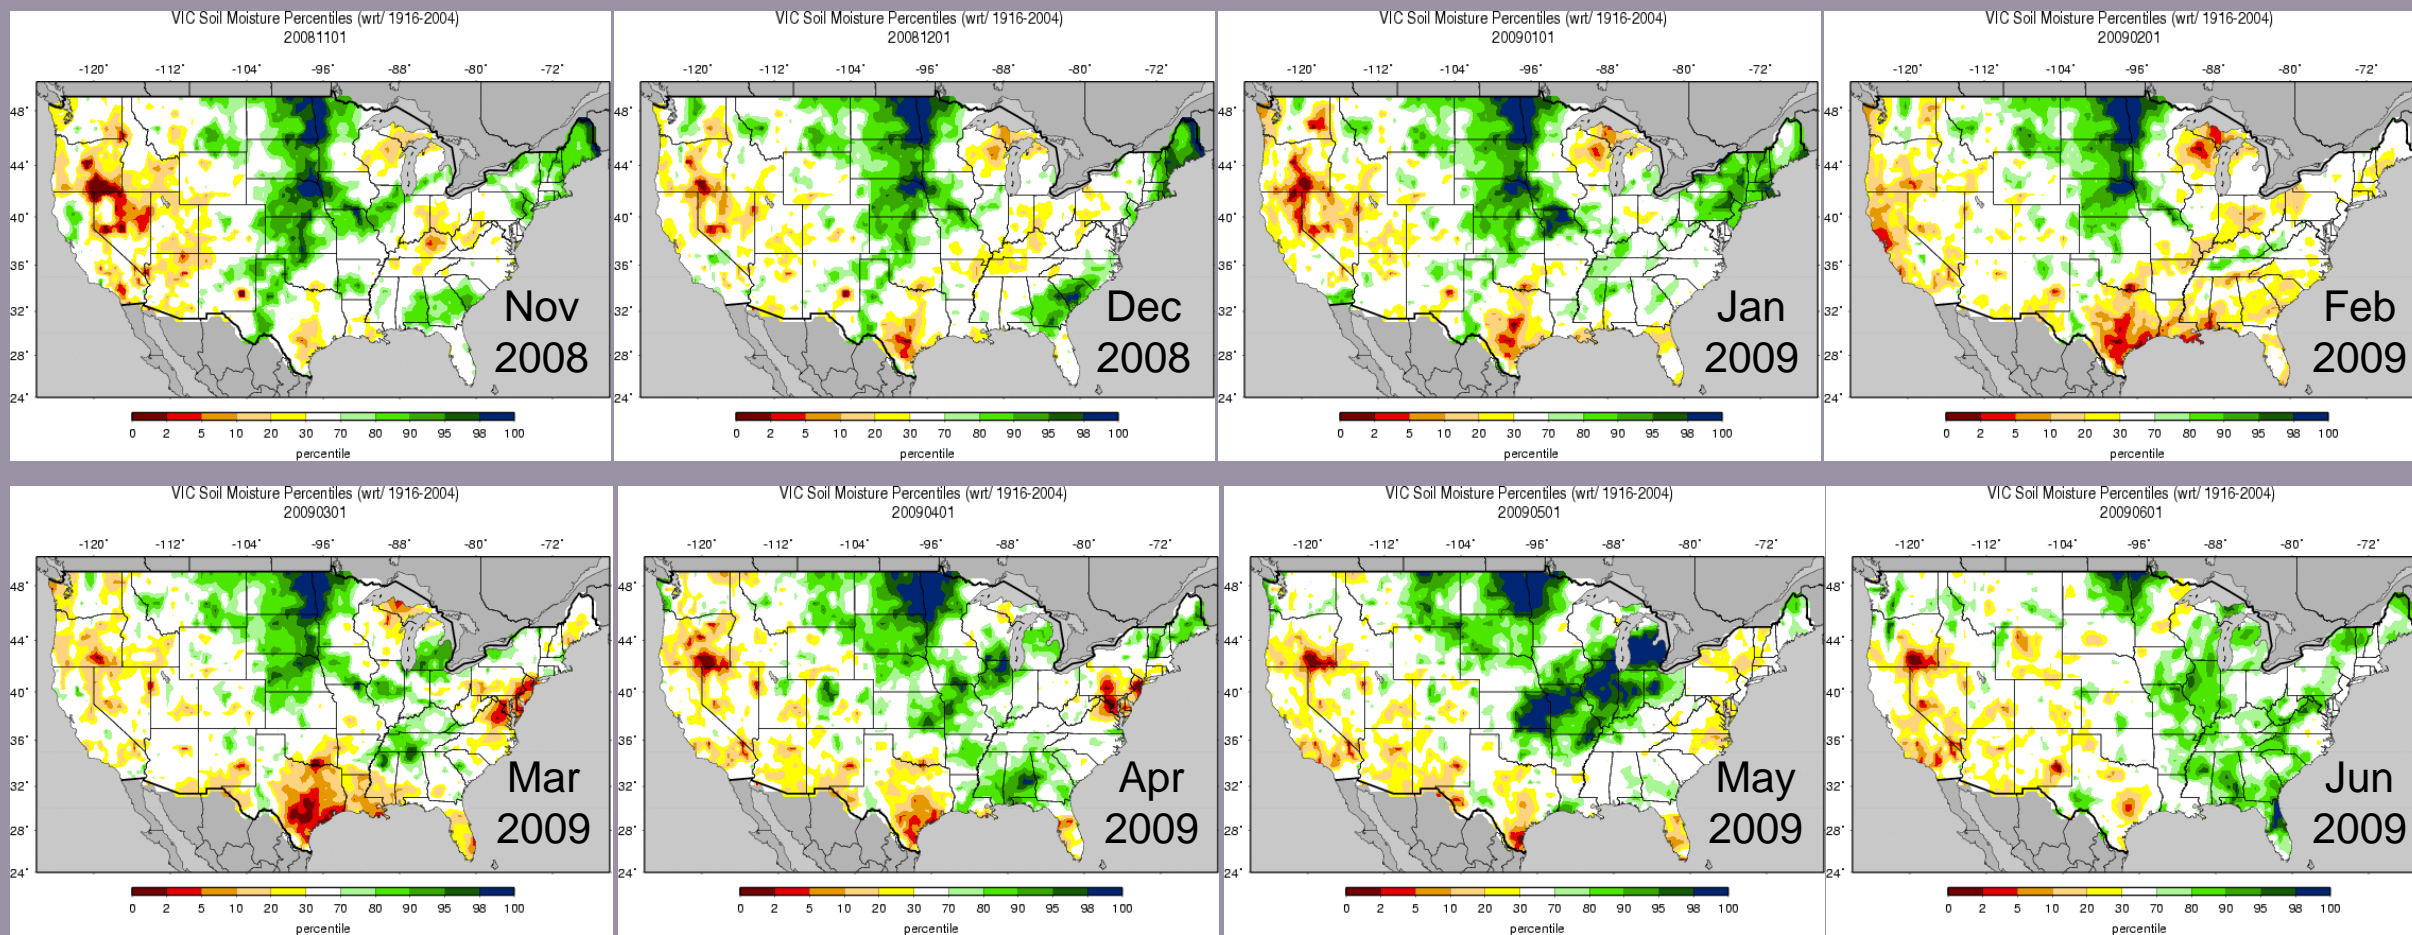 VIC Soil Moisture Percentiles (wrt/ 1916-2004)
20081101
-120° -112° -104° -96° -88° -80° -72°
48°
44°
40°
36°
32°
28°
24°
Nov
2008
0 2 5 10 20 30 70 80 90 95 98 100
percentile
VIC Soil Moisture Percentiles (wrt/ 1916-2004)
20081201
-120° -112° -104° -96° -88° -80° -72°
48°
44°
40°
36°
32°
28°
24°
Dec
2008
0 2 5 10 20 30 70 80 90 95 98 100
percentile
VIC Soil Moisture Percentiles (wrt/ 1916-2004)
20090101
-120° -112° -104° -96° -88° -80° -72°
48°
44°
40°
36°
32°
28°
24°
Jan
2009
0 2 5 10 20 30 70 80 90 95 98 100
percentile
VIC Soil Moisture Percentiles (wrt/ 1916-2004)
20090201
-120° -112° -104° -96° -88° -80° -72°
48°
44°
40°
36°
32°
28°
24°
Feb
2009
0 2 5 10 20 30 70 80 90 95 98 100
percentile
VIC Soil Moisture Percentiles (wrt/ 1916-2004)
20090301
-120° -112° -104° -96° -88° -80° -72°
48°
44°
40°
36°
32°
28°
24°
Mar
2009
0 2 5 10 20 30 70 80 90 95 98 100
percentile
VIC Soil Moisture Percentiles (wrt/ 1916-2004)
20090401
-120° -112° -104° -96° -88° -80° -72°
48°
44°
40°
36°
32°
28°
24°
Apr
2009
0 2 5 10 20 30 70 80 90 95 98 100
percentile
VIC Soil Moisture Percentiles (wrt/ 1916-2004)
20090501
-120° -112° -104° -96° -88° -80° -72°
48°
44°
40°
36°
32°
28°
24°
May
2009
0 2 5 10 20 30 70 80 90 95 98 100
percentile
VIC Soil Moisture Percentiles (wrt/ 1916-2004)
20090601
-120° -112° -104° -96° -88° -80° -72°
48°
44°
40°
36°
32°
28°
24°
Jun
2009
0 2 5 10 20 30 70 80 90 95 98 100
percentile